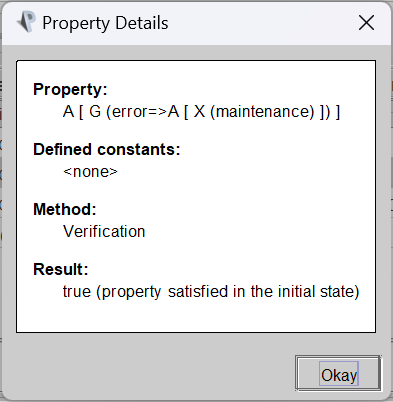 Property Details
Property:
A [ G (error=>A [ X (maintenance) ]) ]
Defined constants:
<none>
Method:
Verification
Result:
true (property satisfied in the initial state)
Okay